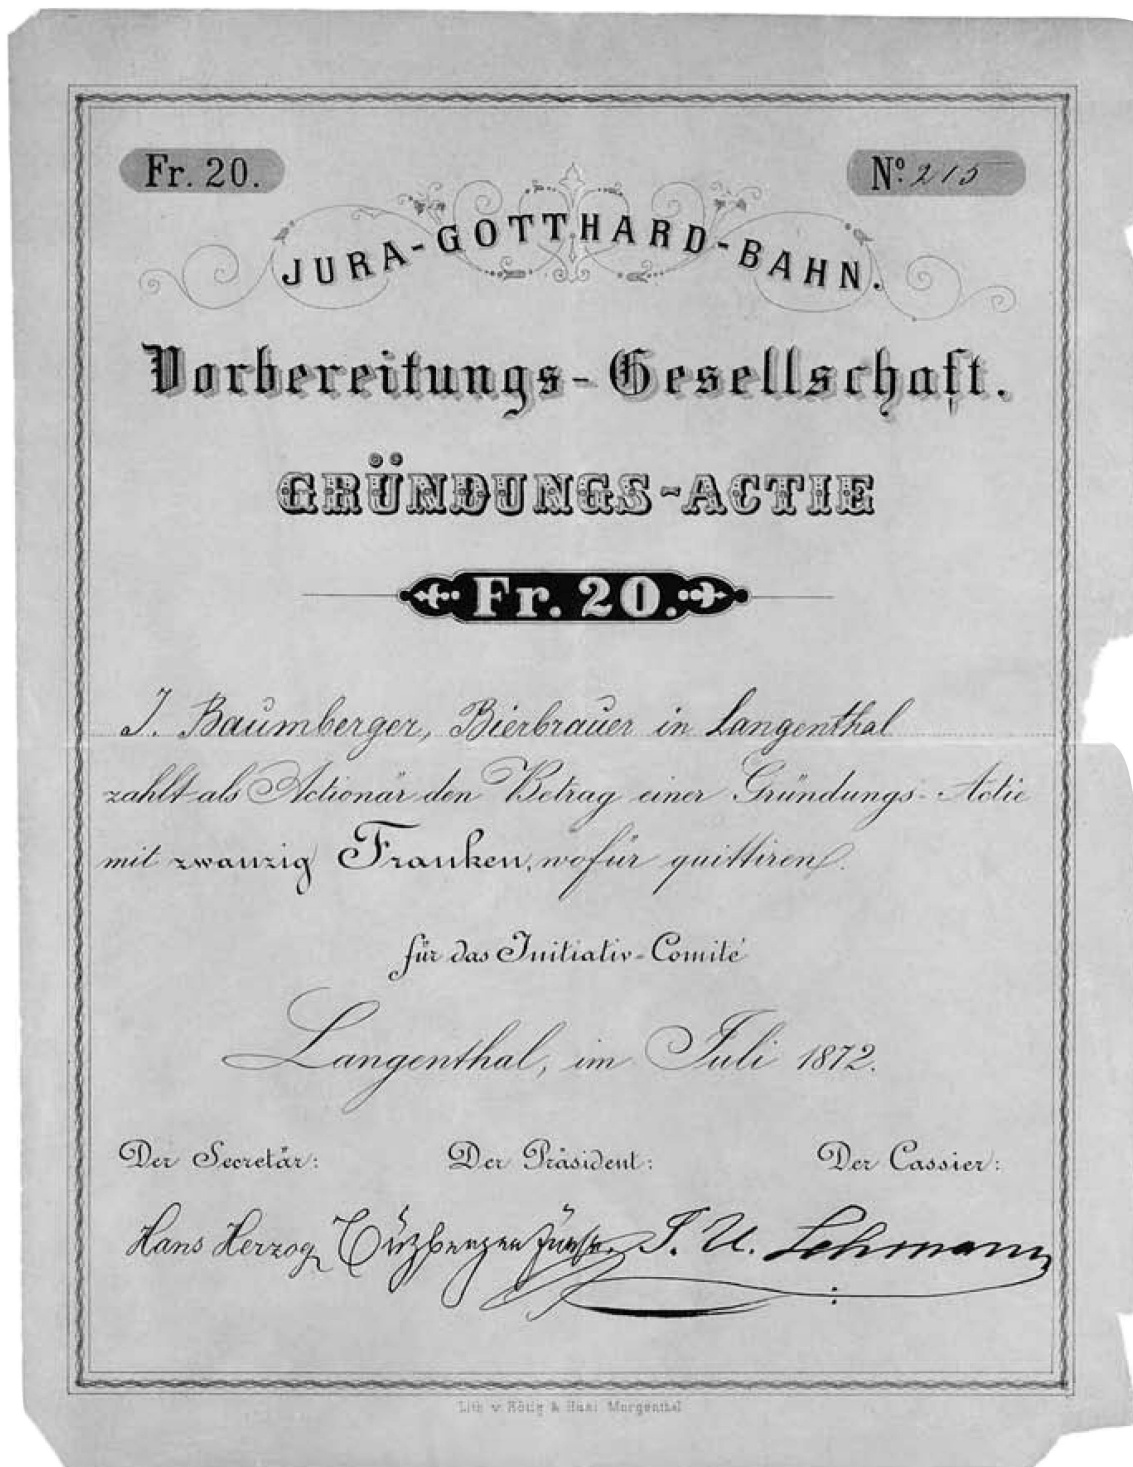 Fr. 20.
No. 215
JURA-GOTTHARD-BAHN.
Vorbereitungs-Gesellschaft.
GRÜNDUNGS-ACTIE
Fr. 20.
J. Baumberger, Bierbrauer in Langenthal
zahlt als Actionär den Betrag einer Gründungs-Actie
mit zwanzig Franken, wofür quittiren
für das Initiativ-Comité
Langenthal, im Juli 1872.
Der Secretär: Der Präsident: Der Cassier:
Hans Herzog J. U. Lehmann
Lith. v. & Morgenthal